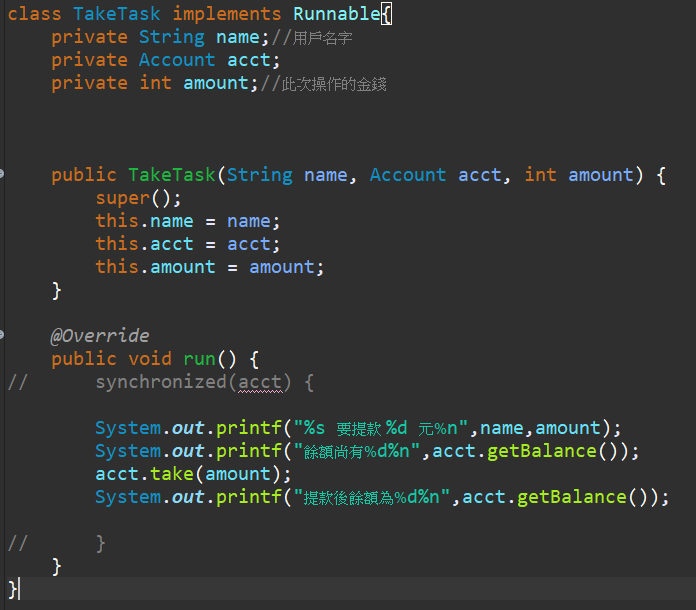 class TakeTask implements Runnable{
    private String name;//用戶名字
    private Account acct;
    private int amount;//此次操作的金錢
    public TakeTask(String name, Account acct, int amount) {
        super();
        this.name = name;
        this.acct = acct;
        this.amount = amount;
    }
    @Override
    public void run() {
//      synchronized(acct) {
        System.out.printf("%s 要提款 %d 元%n",name,amount);
        System.out.printf("餘額尚有%d%n",acct.getBalance());
        acct.take(amount);
        System.out.printf("提款後餘額為%d%n",acct.getBalance());
//      }
    }
}